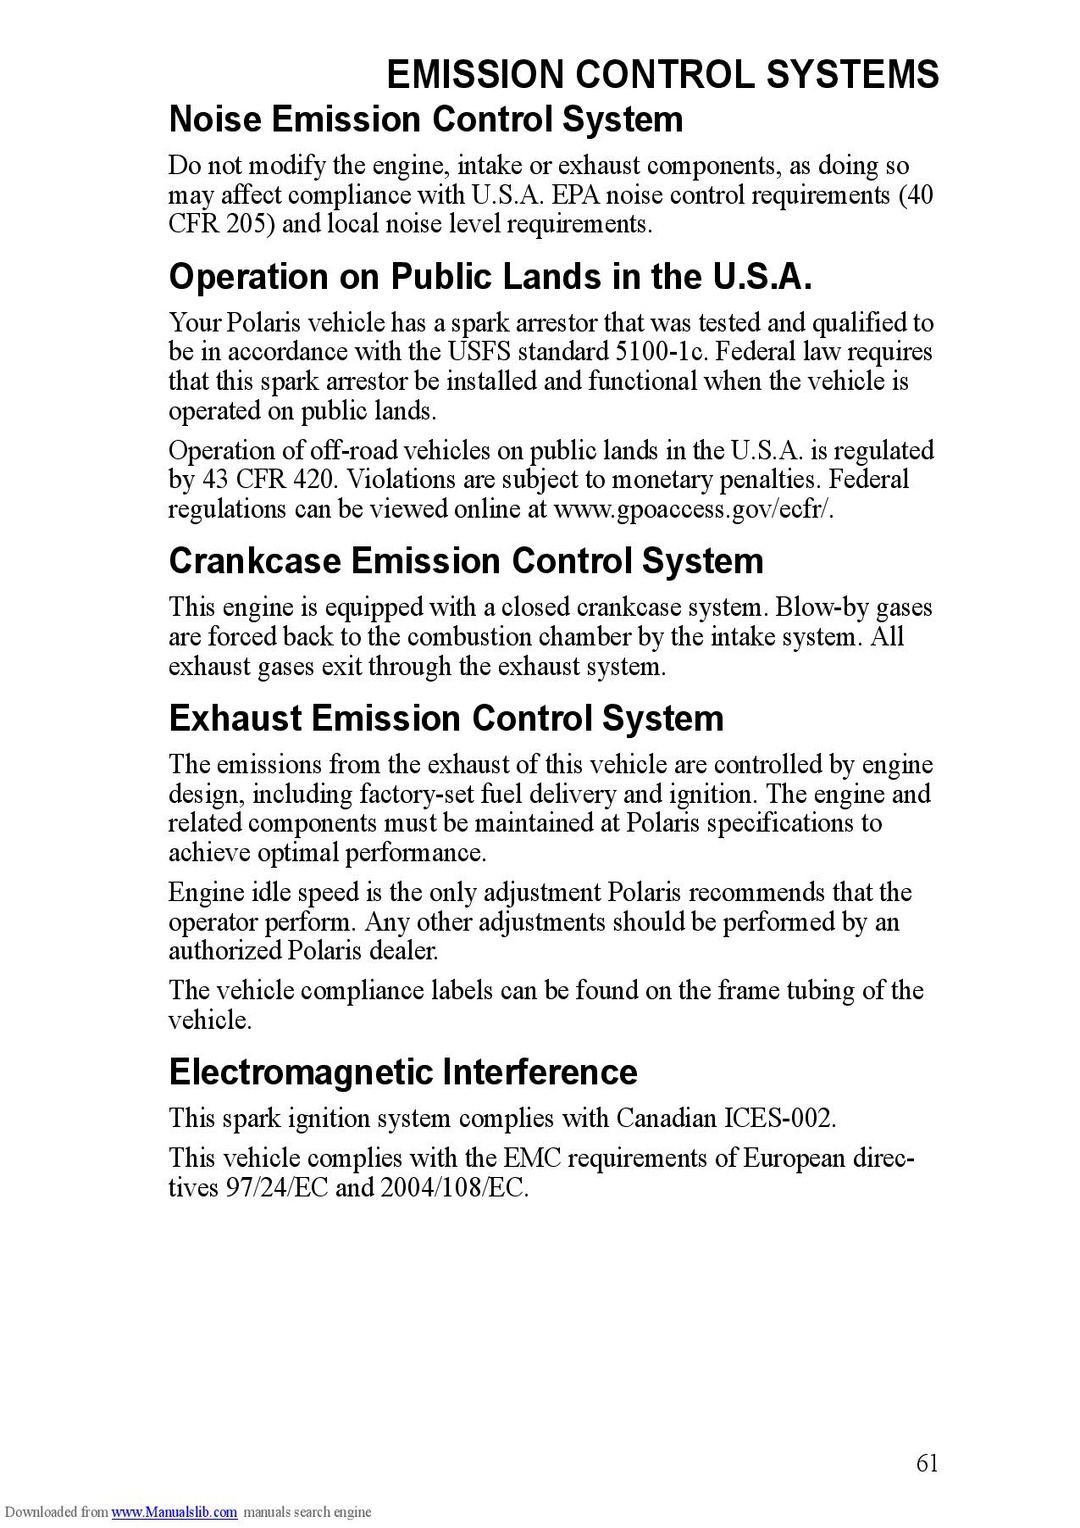 EMISSION CONTROL SYSTEMS
Noise Emission Control System
Do not modify the engine, intake or exhaust components, as doing so
may affect compliance with U.S.A. EPA noise control requirements (40
CFR 205) and local noise level requirements.
Operation on Public Lands in the U.S.A.
Your Polaris vehicle has a spark arrestor that was tested and qualified to
be in accordance with the USFS standard 5100-1c. Federal law requires
that this spark arrestor be installed and functional when the vehicle is
operated on public lands.
Operation of off-road vehicles on public lands in the U.S.A. is regulated
by 43 CFR 420. Violations are subject to monetary penalties. Federal
regulations can be viewed online at www.gpoaccess.gov/ecfr/.
Crankcase Emission Control System
This engine is equipped with a closed crankcase system. Blow-by gases
are forced back to the combustion chamber by the intake system. All
exhaust gases exit through the exhaust system.
Exhaust Emission Control System
The emissions from the exhaust of this vehicle are controlled by engine
design, including factory-set fuel delivery and ignition. The engine and
related components must be maintained at Polaris specifications to
achieve optimal performance.
Engine idle speed is the only adjustment Polaris recommends that the
operator perform. Any other adjustments should be performed by an
authorized Polaris dealer.
The vehicle compliance labels can be found on the frame tubing of the
vehicle.
Electromagnetic Interference
This spark ignition system complies with Canadian ICES-002.
This vehicle complies with the EMC requirements of European direc-
tives 97/24/EC and 2004/108/EC.
61
Downloaded from www.Manualslib.com manuals search engine